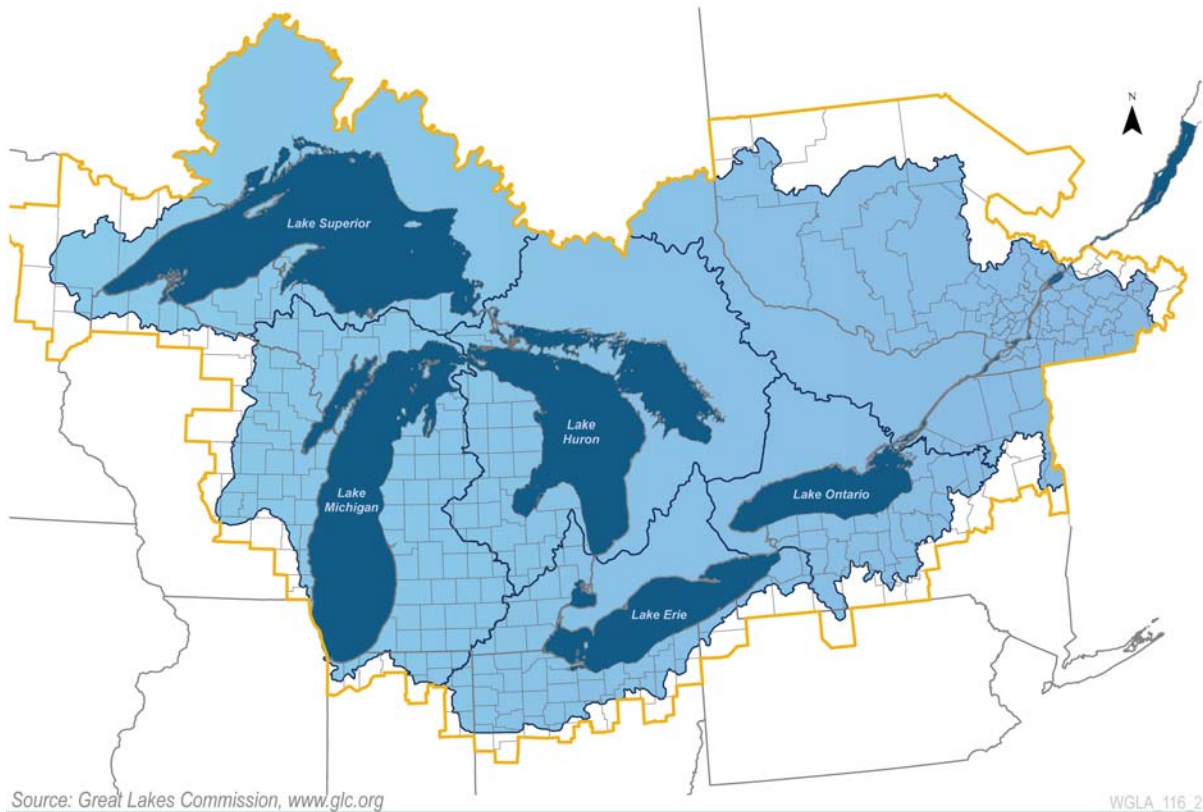 N
Lake Superior
Lake
Huron
Lake
Michigan
Lake Ontario
Lake Erie
Source: Great Lakes Commission, www.glc.org
WGLA_116_2